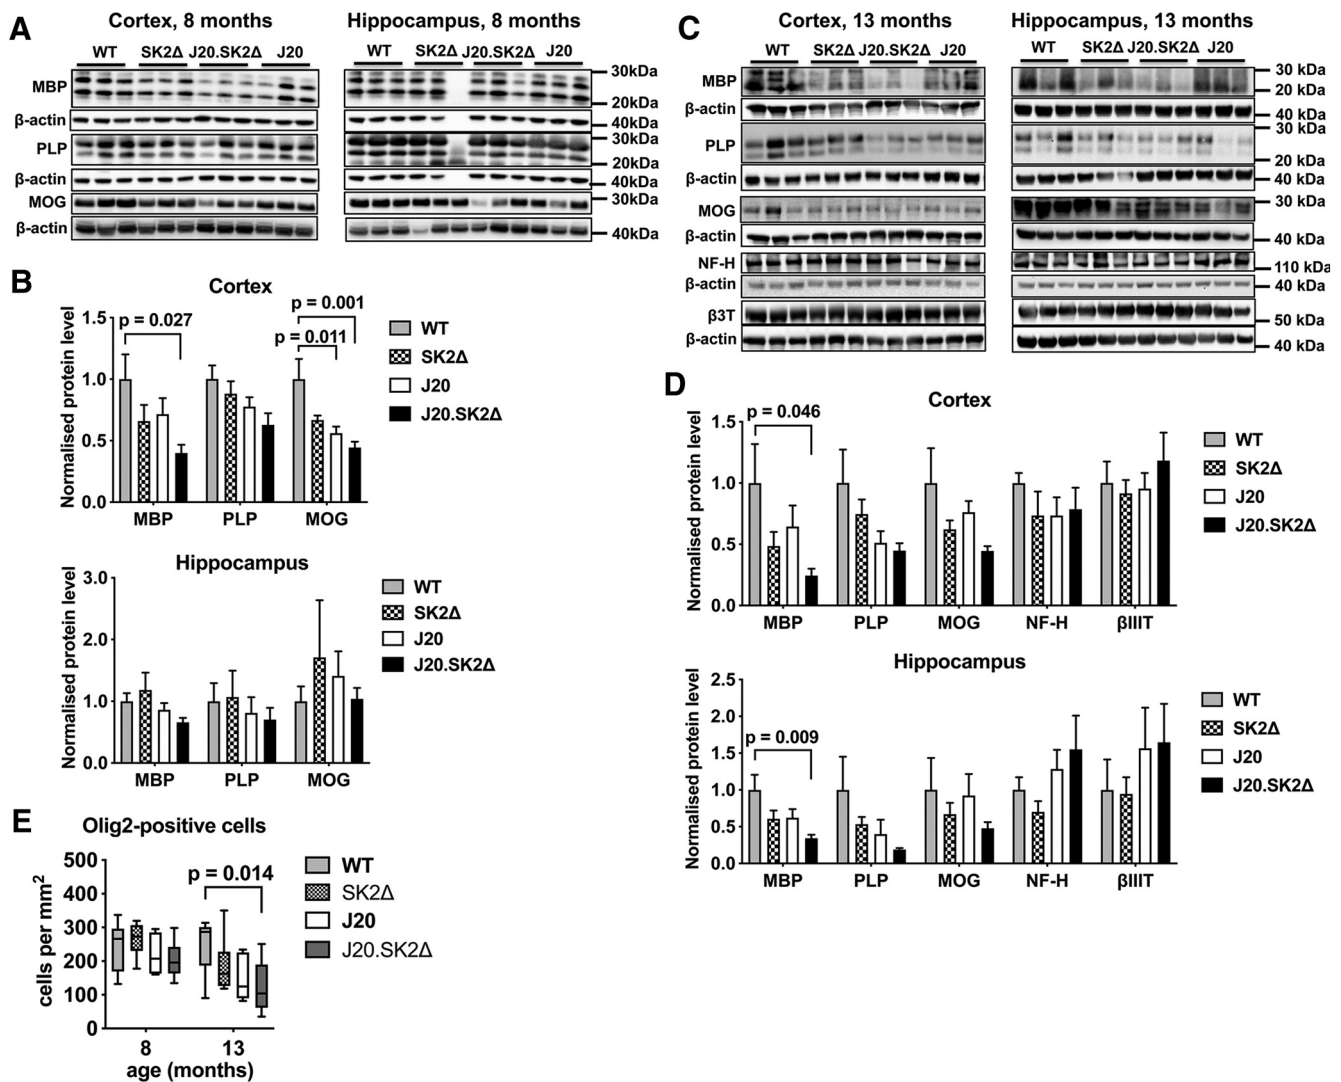 A
Cortex, 8 months
WT SK2Δ J20.SK2Δ J20
MBP
β-actin
PLP
β-actin
MOG
β-actin
Hippocampus, 8 months
WT SK2Δ J20.SK2Δ J20
30kDa
20kDa
40kDa
30kDa
20kDa
40kDa
30kDa
40kDa
B
Cortex
Normalised protein level
1.5
1.0
0.5
0.0
p = 0.027
p = 0.001
p = 0.011
MBP PLP MOG
WT
SK2Δ
J20
J20.SK2Δ
Hippocampus
Normalised protein level
3.0
2.0
1.0
0.0
MBP PLP MOG
WT
SK2Δ
J20
J20.SK2Δ
C
Cortex, 13 months
WT SK2Δ J20.SK2Δ J20
MBP
β-actin
PLP
β-actin
MOG
β-actin
NF-H
β-actin
β3T
β-actin
Hippocampus, 13 months
WT SK2Δ J20.SK2Δ J20
30 kDa
20 kDa
40 kDa
30 kDa
20 kDa
40 kDa
30 kDa
40 kDa
110 kDa
40 kDa
50 kDa
40 kDa
D
Cortex
Normalised protein level
1.5
1.0
0.5
0.0
p = 0.046
MBP PLP MOG NF-H βIIIT
WT
SK2Δ
J20
J20.SK2Δ
Hippocampus
Normalised protein level
2.5
2.0
1.5
1.0
0.5
0.0
p = 0.009
MBP PLP MOG NF-H βIIIT
WT
SK2Δ
J20
J20.SK2Δ
E
Olig2-positive cells
cells per mm2
500
400
300
200
100
0
p = 0.014
8 13
age (months)
WT
SK2Δ
J20
J20.SK2Δ